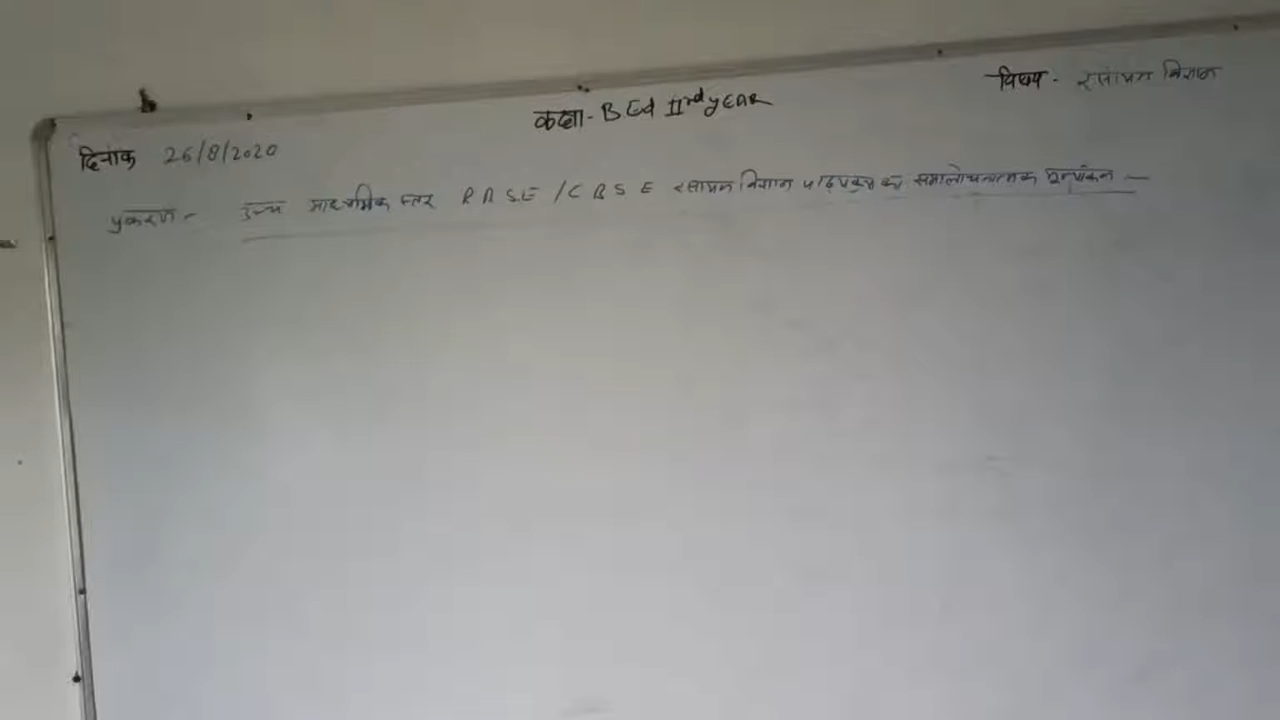 विषय - रसायन विज्ञान
कक्षा - B Ed IInd year
दिनांक 26/8/2020
प्रकरण - उच्च माध्यमिक स्तर RBSE /CBSE रसायन विज्ञान पाठ्यक्रम का समालोचनात्मक मूल्यांकन -